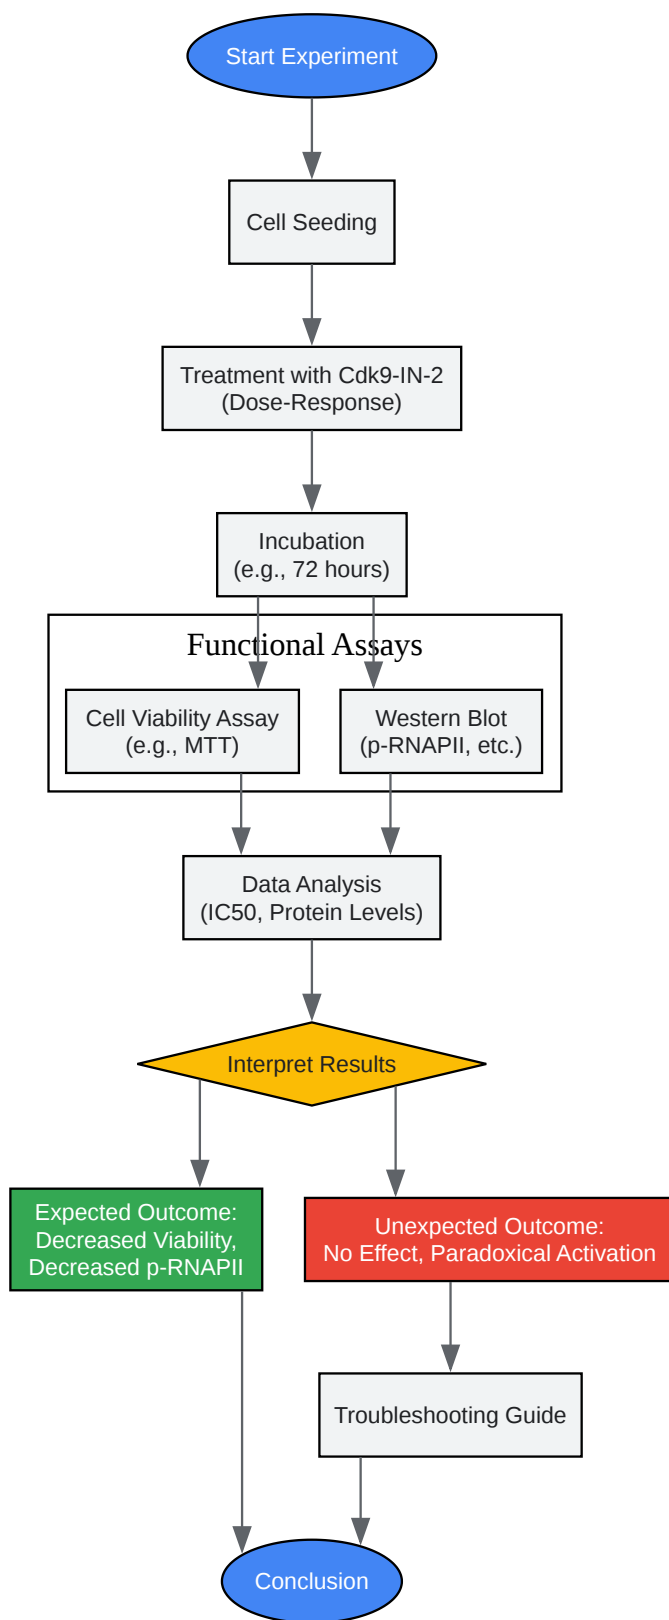 Start Experiment
Cell Seeding
Treatment with Cdk9-IN-2
(Dose-Response)
Incubation
(e.g., 72 hours)
Functional Assays
Cell Viability Assay
(e.g., MTT)
Western Blot
(p-RNAPII, etc.)
Data Analysis
(IC50, Protein Levels)
Interpret Results
Expected Outcome:
Decreased Viability,
Decreased p-RNAPII
Unexpected Outcome:
No Effect, Paradoxical Activation
Troubleshooting Guide
Conclusion